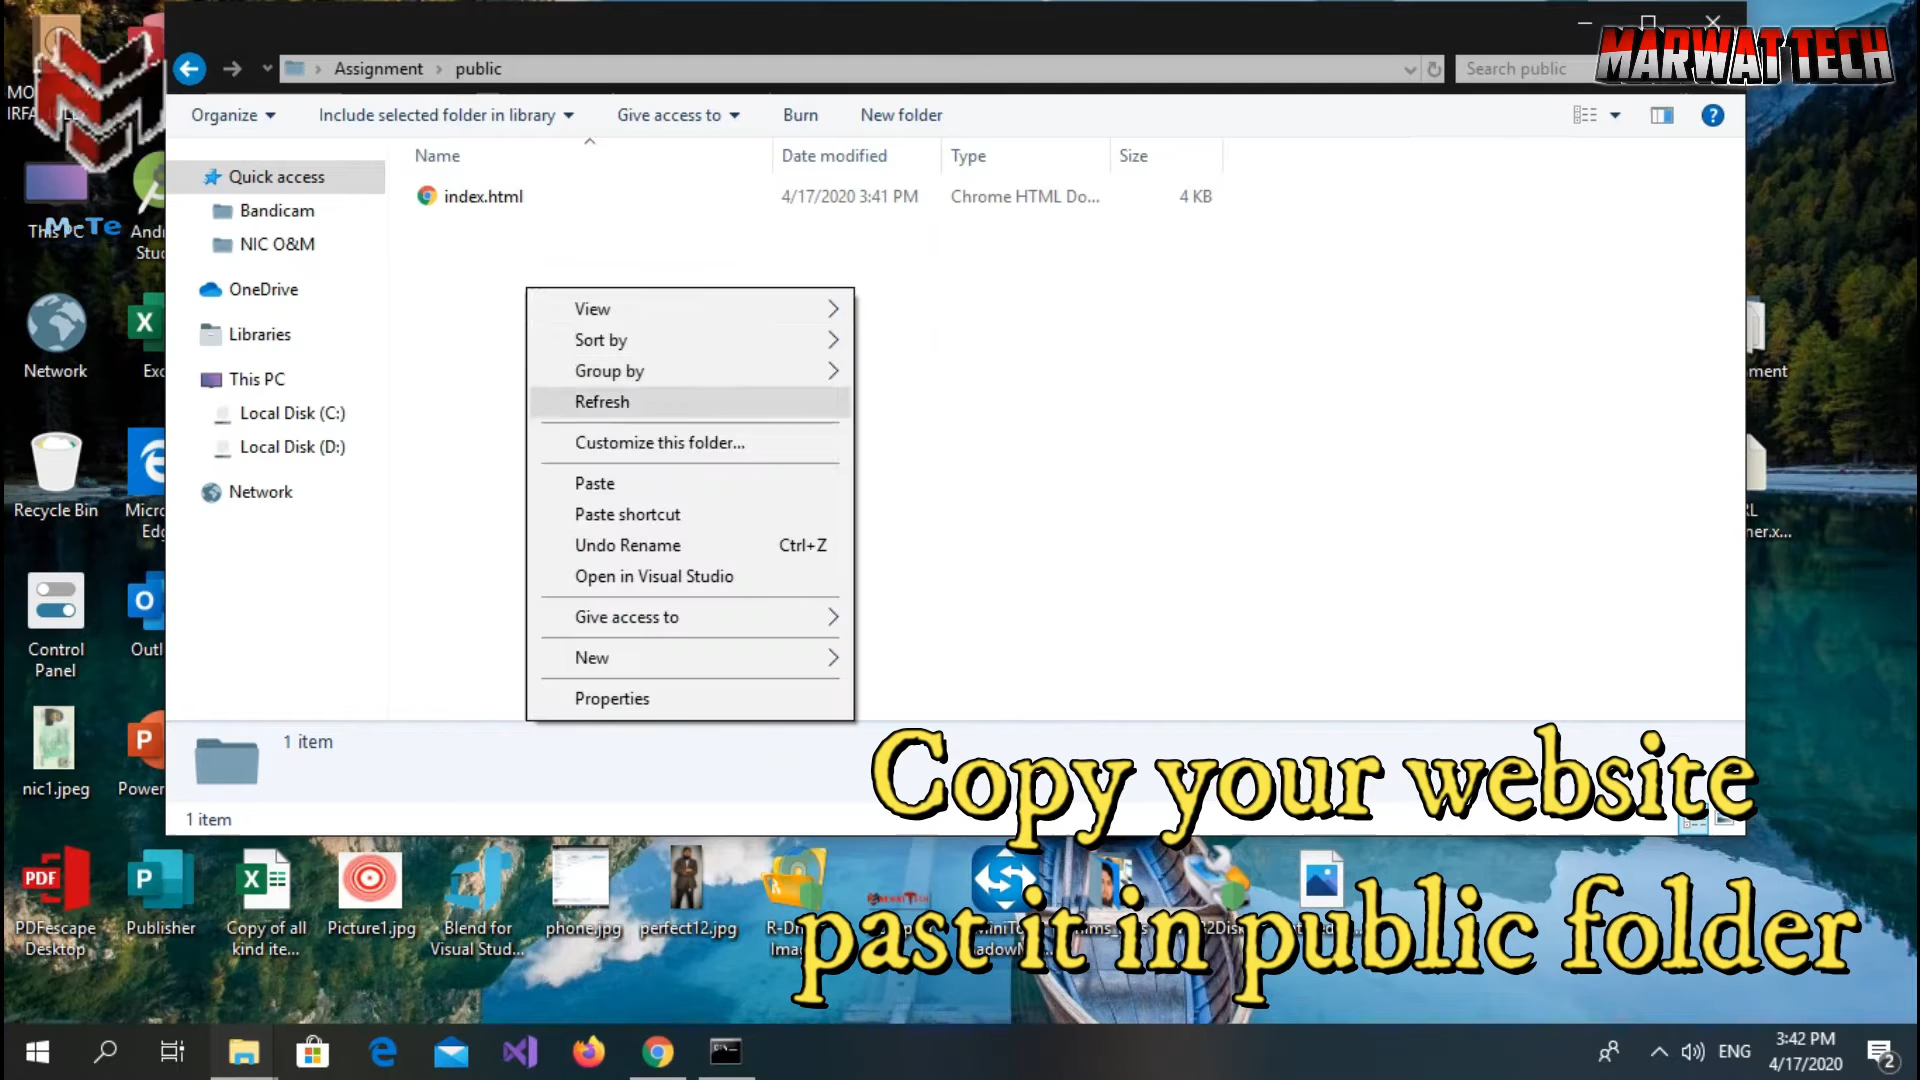 MARWAT TECH
Assignment
public
Search public
Organize
Include selected folder in library
Give access to
Burn
New folder
Name
Date modified
Type
Size
Quick access
index.html
4/17/2020 3:41 PM
Chrome HTML Do...
4 KB
Bandicam
NIC O&M
OneDrive
Libraries
This PC
Local Disk (C:)
Local Disk (D:)
Network
View
Sort by
Group by
Refresh
Customize this folder...
Paste
Paste shortcut
Undo Rename
Ctrl+Z
Open in Visual Studio
Give access to
New
Properties
1 item
1 item
This PC
M-Te
Network
Recycle Bin
Control
Panel
nic1.jpeg
PDF
PDFescape
Desktop
Publisher
Copy of all
kind ite...
Picture1.jpg
Blend for
Visual Stud...
phone.jpg
perfect12.jpg
Copy your website
past it in public folder
ENG
3:42 PM
4/17/2020
2